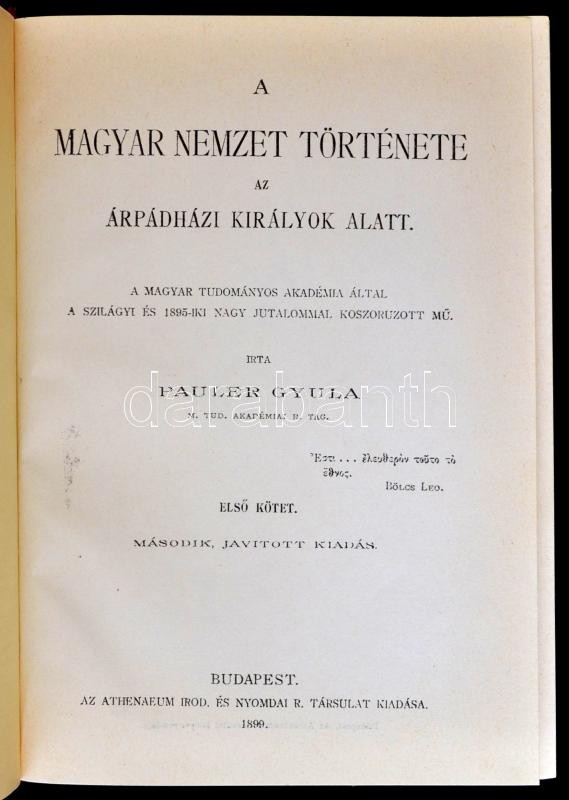 A
MAGYAR NEMZET TÖRTÉNETE
AZ
ÁRPÁDHÁZI KIRÁLYOK ALATT.
A MAGYAR TUDOMÁNYOS AKADÉMIA ÁLTAL
A SZILÁGYI ÉS 1895-IKI NAGY JUTALOMMAL KOSZORUZOTT MŰ.
IRTA
PAULER GYULA
darabanth
M. TUD. AKADÉMIAI R. TAG.
Ἔστι ... ἐλευθερὸν τοῦτο τὸ
ἔθνος.
BÖLCS LEO.
ELSŐ KÖTET.
MÁSODIK, JAVITOTT KIADÁS.
BUDAPEST.
AZ ATHENAEUM IROD. ÉS NYOMDAI R. TÁRSULAT KIADÁSA.
1899.